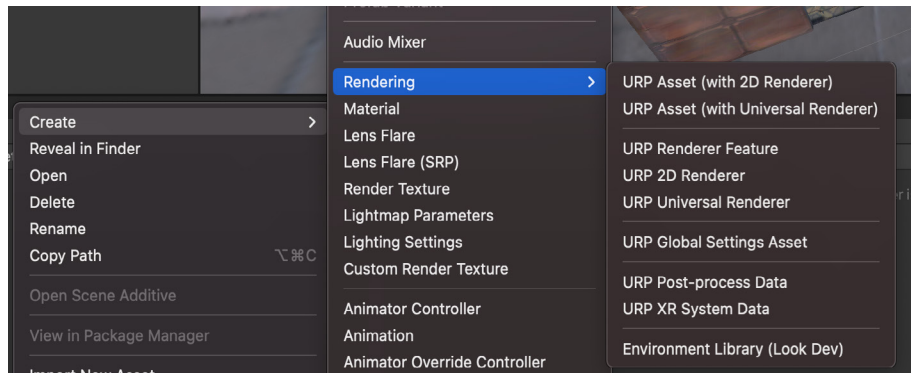 Create
Reveal in Finder
Open
Delete
Rename
Copy Path ⌥⌘C
Open Scene Additive
View in Package Manager
Import New Asset
Audio Mixer
Rendering
Material
Lens Flare
Lens Flare (SRP)
Render Texture
Lightmap Parameters
Lighting Settings
Custom Render Texture
Animator Controller
Animation
Animator Override Controller
URP Asset (with 2D Renderer)
URP Asset (with Universal Renderer)
URP Renderer Feature
URP 2D Renderer
URP Universal Renderer
URP Global Settings Asset
URP Post-process Data
URP XR System Data
Environment Library (Look Dev)